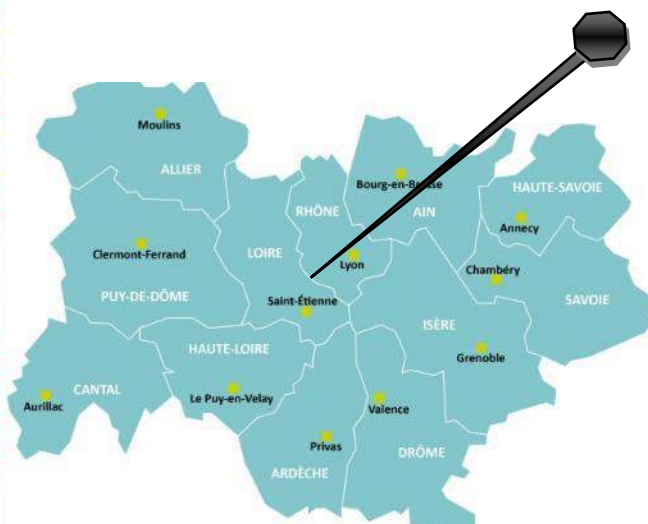 Moulins
ALLIER
Bourg-en-Bresse
RHÔNE
AIN
HAUTE-SAVOIE
Annecy
Clermont-Ferrand
LOIRE
Lyon
Chambéry
PUY-DE-DÔME
Saint-Étienne
SAVOIE
ISÈRE
HAUTE-LOIRE
Grenoble
CANTAL
Aurillac
Le Puy-en-Velay
Valence
Privas
DRÔME
ARDÈCHE